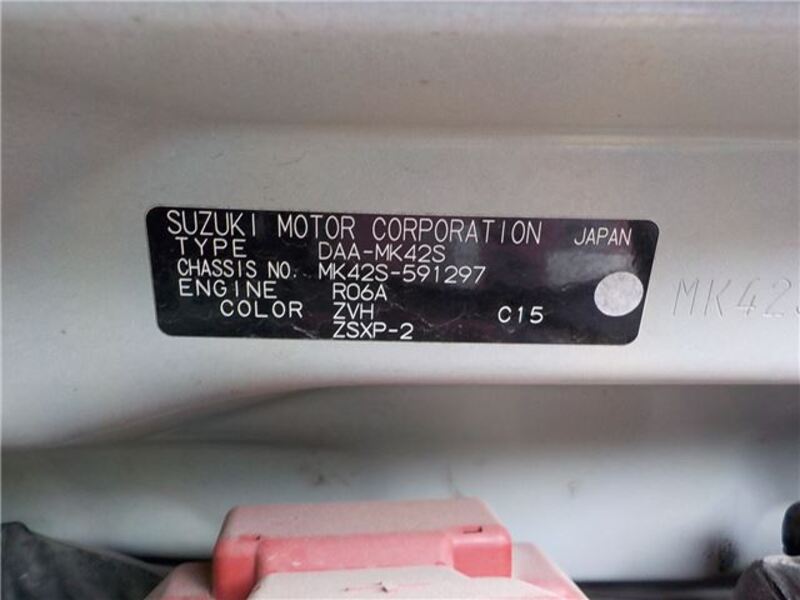 SUZUKI MOTOR CORPORATION JAPAN
TYPE DAA-MK42S
CHASSIS NO. MK42S-591297
ENGINE R06A
COLOR ZVH C15
ZSXP-2
MK42S